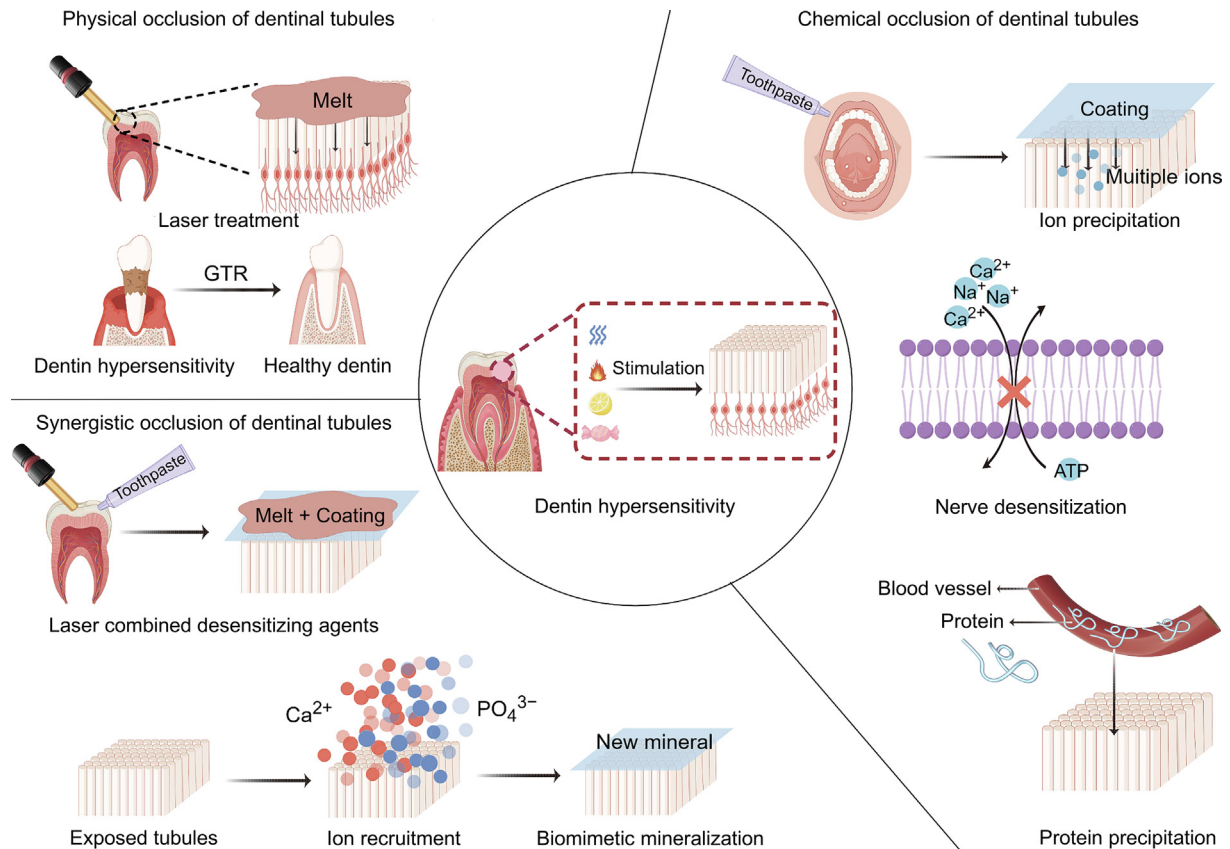 Physical occlusion of dentinal tubules
Melt
Laser treatment
GTR
Dentin hypersensitivity
Healthy dentin
Chemical occlusion of dentinal tubules
Toothpaste
Coating
Muitiple ions
Ion precipitation
Ca2+
Na+ Na+
Ca2+
ATP
Nerve desensitization
Blood vessel
Protein
Protein precipitation
Stimulation
Dentin hypersensitivity
Synergistic occlusion of dentinal tubules
Toothpaste
Melt + Coating
Laser combined desensitizing agents
Ca2+
PO43−
New mineral
Exposed tubules
Ion recruitment
Biomimetic mineralization